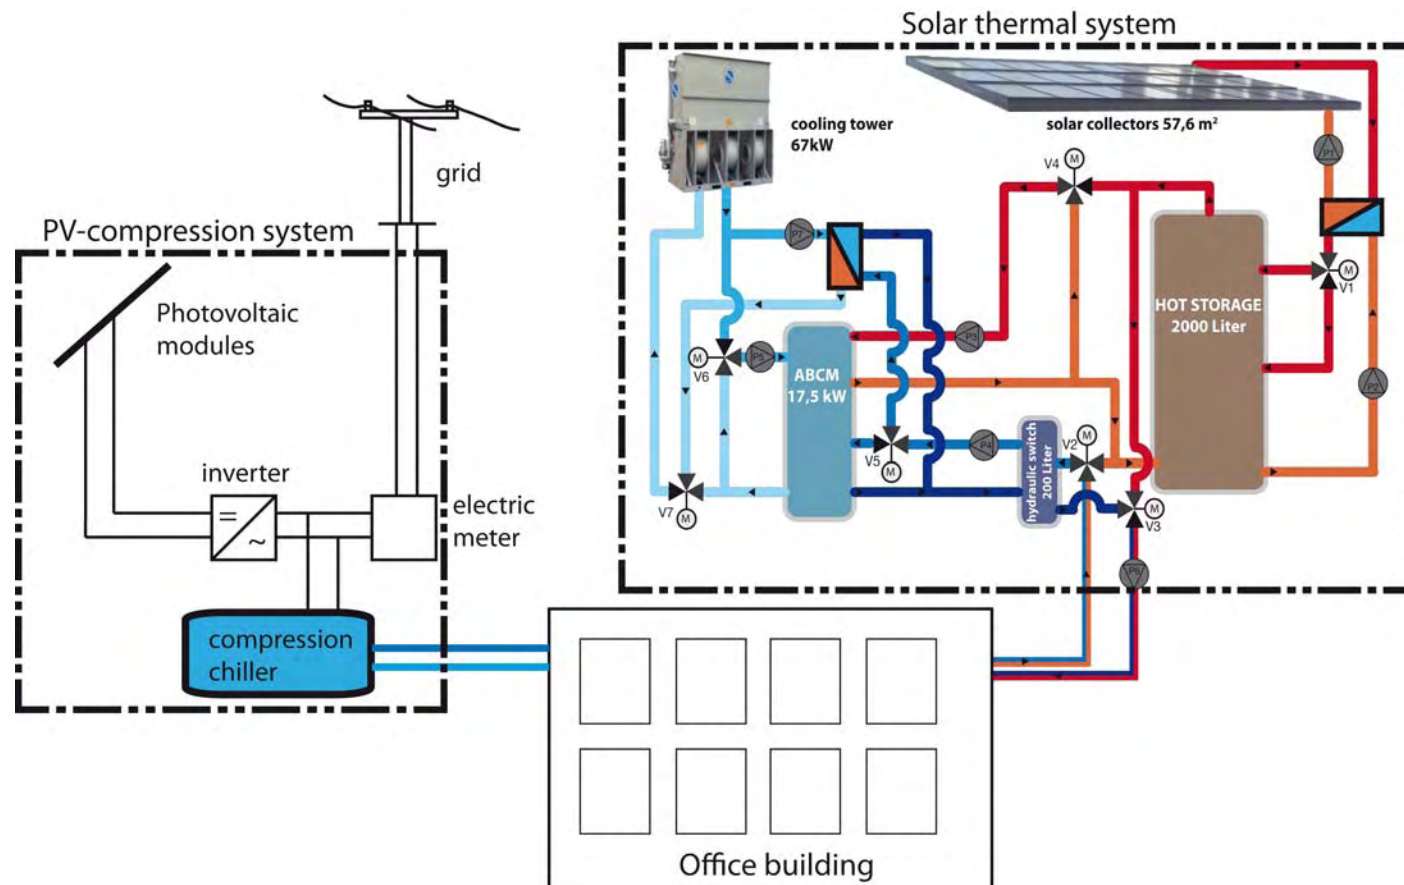 Solar thermal system
cooling tower
67kW
solar collectors 57,6 m²
P1
grid
M
V4
PV-compression system
P7
M
V1
Photovoltaic
modules
HOT STORAGE
2000 Liter
P3
M
V6
P5
ABCM
17,5 kW
P2
hydraulic switch
200 Liter
M
V2
P4
V5
M
inverter
=
~
electric
meter
V7
M
M
V3
P6
compression
chiller
Office building